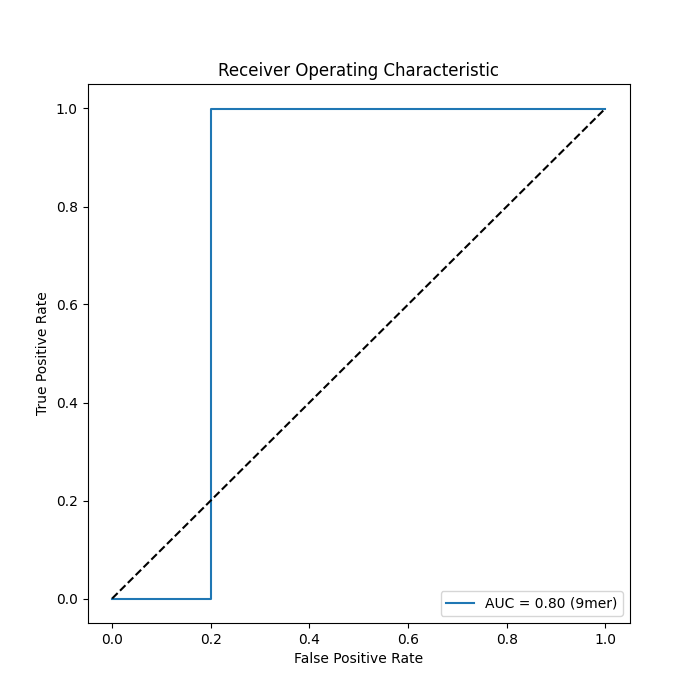 Receiver Operating Characteristic
True Positive Rate
1.0
0.8
0.6
0.4
0.2
0.0
AUC = 0.80 (9mer)
0.0 0.2 0.4 0.6 0.8 1.0
False Positive Rate